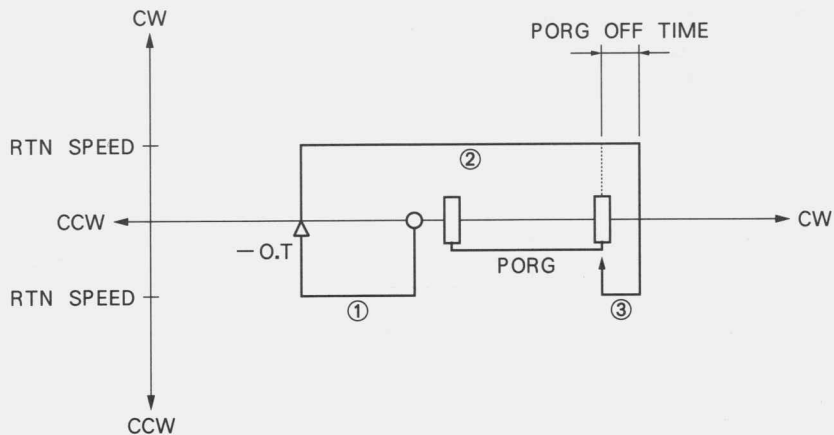 CW
PORG OFF TIME
RTN SPEED
②
CCW
CW
−O.T
PORG
RTN SPEED
①
③
CCW